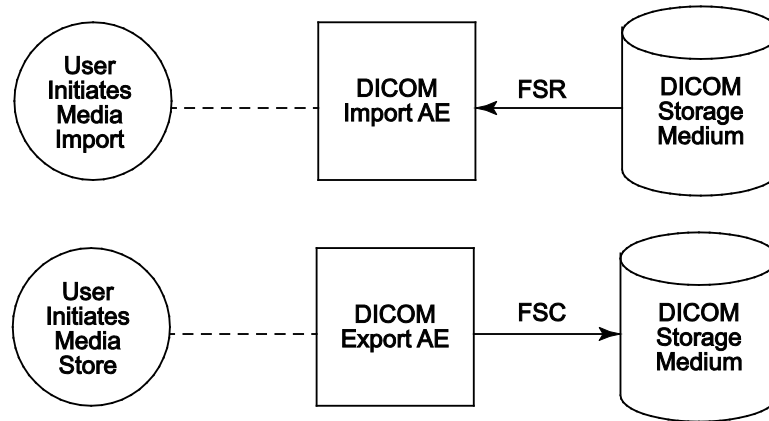 User
Initiates
Media
Import
DICOM
Import AE
FSR
DICOM
Storage
Medium
User
Initiates
Media
Store
DICOM
Export AE
FSC
DICOM
Storage
Medium